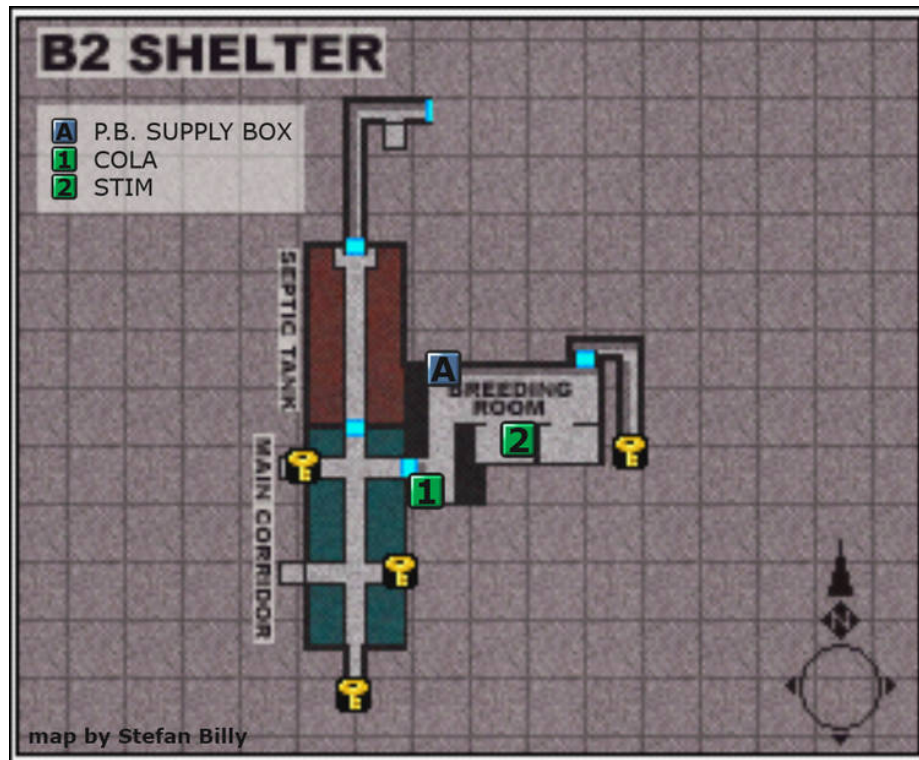 B2 SHELTER
A P.B. SUPPLY BOX
1 COLA
2 STIM
SEPTIC TANK
A
BREEDING
ROOM
2
MAIN CORRIDOR
1
N
map by Stefan Billy